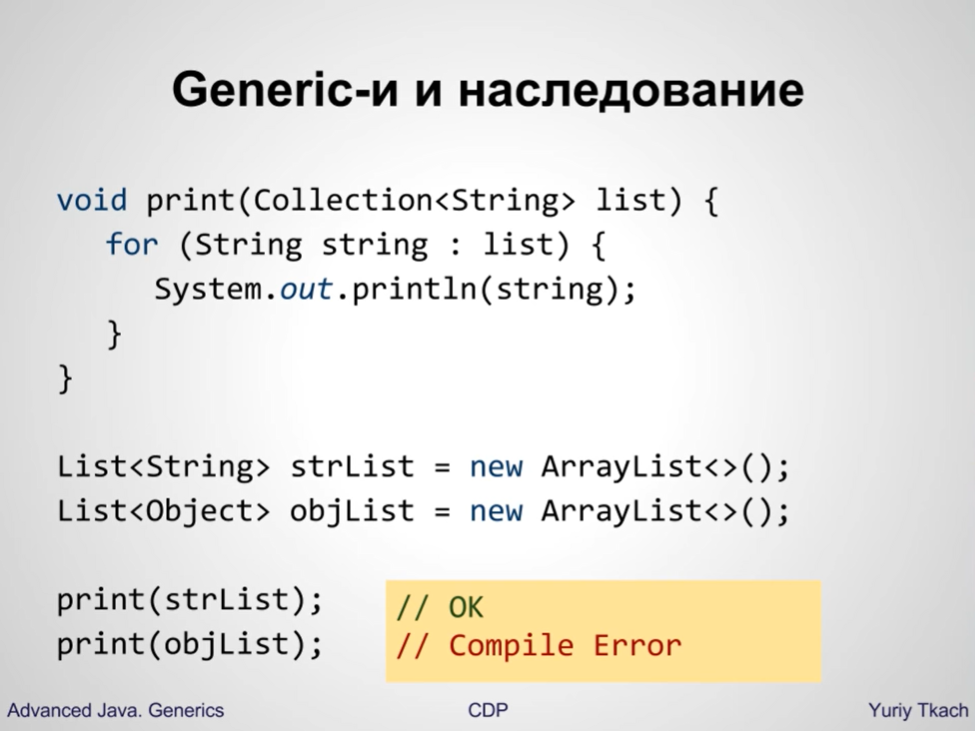 Generic-и и наследование
void print(Collection<String> list) {
for (String string : list) {
System.out.println(string);
}
}
List<String> strList = new ArrayList<>();
List<Object> objList = new ArrayList<>();
print(strList); // OK
print(objList); // Compile Error
Advanced Java. Generics CDP Yuriy Tkach